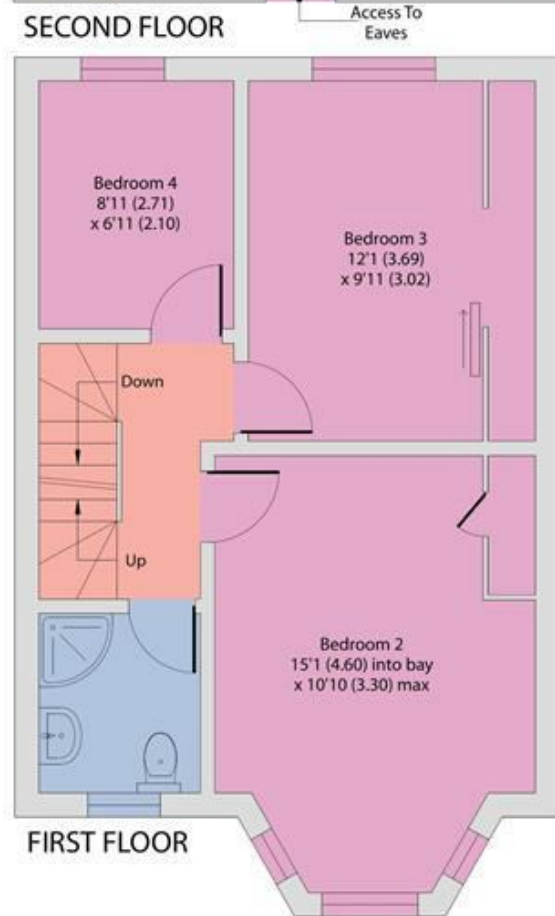 Access To
Eaves
SECOND FLOOR
Bedroom 4
8'11 (2.71)
x 6'11 (2.10)
Bedroom 3
12'1 (3.69)
x 9'11 (3.02)
Down
Up
Bedroom 2
15'1 (4.60) into bay
x 10'10 (3.30) max
FIRST FLOOR